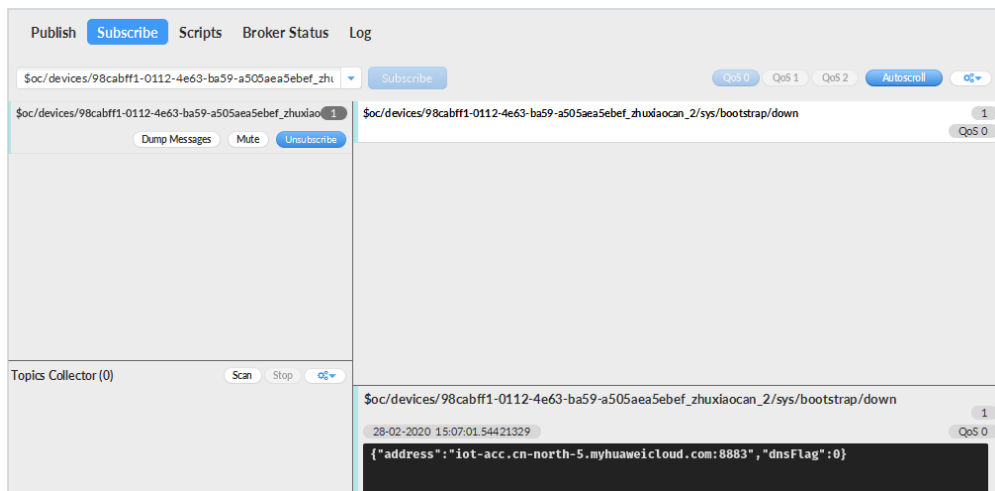 Publish Subscribe Scripts Broker Status Log
$oc/devices/98cabff1-0112-4e63-ba59-a505aea5ebef_zhu Subscribe QoS 0 QoS 1 QoS 2 Autoscroll
$oc/devices/98cabff1-0112-4e63-ba59-a505aea5ebef_zhuxiao 1
Dump Messages Mute Unsubscribe
$oc/devices/98cabff1-0112-4e63-ba59-a505aea5ebef_zhuxiaocan_2/sys/bootstrap/down 1
QoS 0
Topics Collector (0) Scan Stop
$oc/devices/98cabff1-0112-4e63-ba59-a505aea5ebef_zhuxiaocan_2/sys/bootstrap/down
1
28-02-2020 15:07:01.54421329 QoS 0
{"address":"iot-acc.cn-north-5.myhuaweicloud.com:8883","dnsFlag":0}